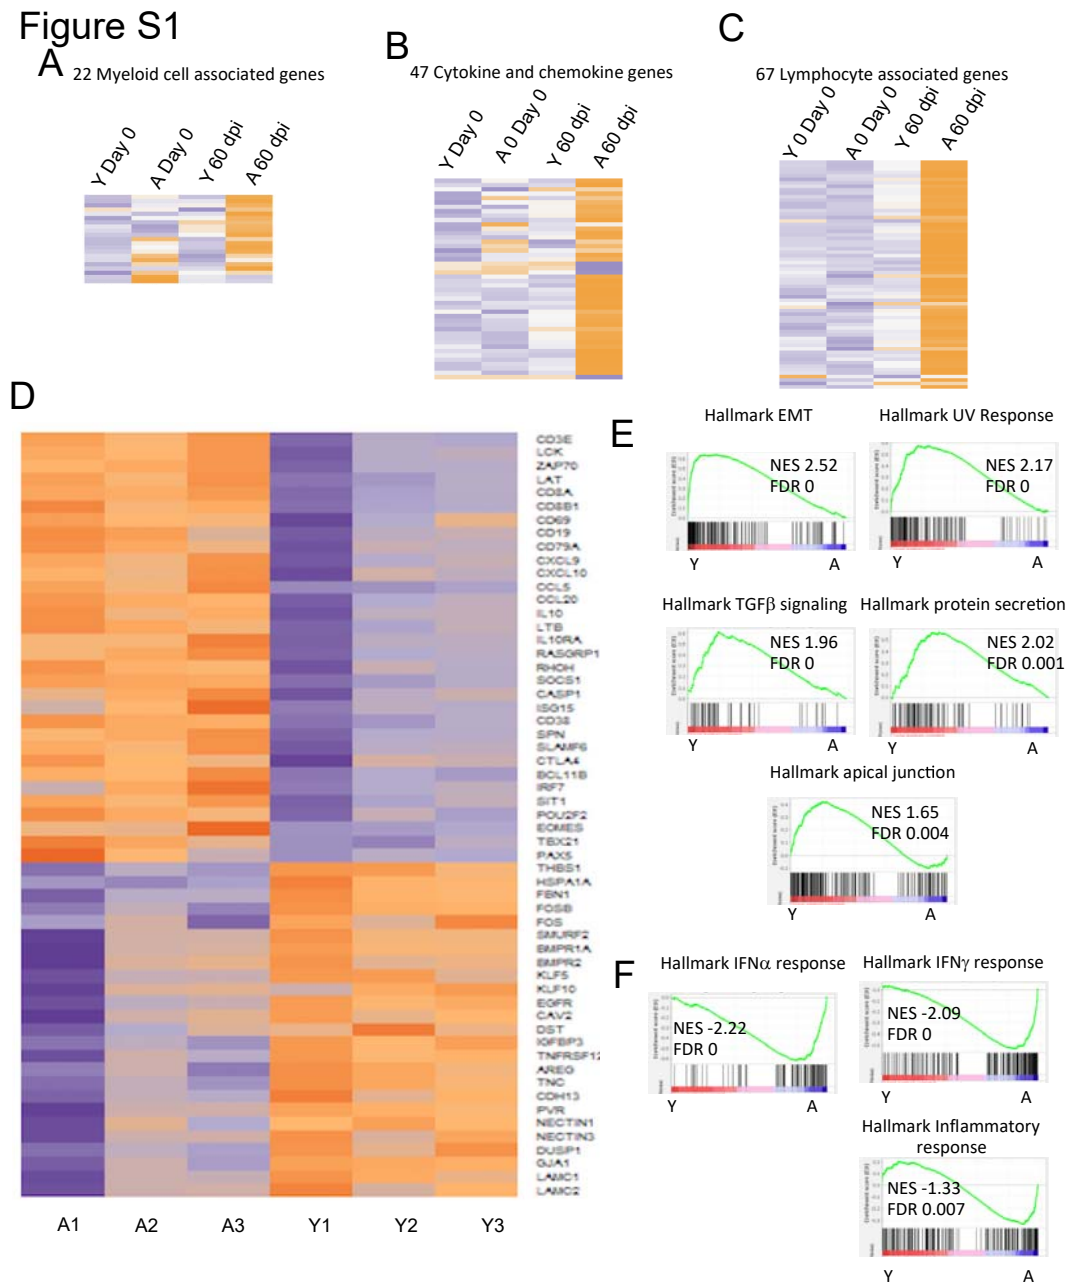 Figure S1
A
22 Myeloid cell associated genes
Y Day 0
A Day 0
Y 60 dpi
A 60 dpi
B
47 Cytokine and chemokine genes
Y Day 0
A 0 Day 0
Y 60 dpi
A 60 dpi
C
67 Lymphocyte associated genes
Y 0 Day 0
A 0 Day 0
Y 60 dpi
A 60 dpi
D
CD3E
LCK
ZAP70
LAT
CD8A
CD8B1
CD69
CD19
CD79A
CXCL9
CXCL10
CCL5
CCL20
IL10
LTB
IL10RA
RASGRP1
RHOH
SOCS1
CASP1
ISG15
CD38
SPN
SLAMF6
CTLA4
BCL11B
IRF7
SIT1
POU2F2
EOMES
TBX21
PAX5
THBS1
HSPA1A
FBN1
FOSB
FOS
SMURF2
BMPR1A
BMPR2
KLF5
KLF10
EGFR
CAV2
DST
IGFBP3
TNFRSF12
AREG
TNC
CDH13
PVR
NECTIN1
NECTIN3
DUSP1
GJA1
LAMC1
LAMC2
A1 A2 A3 Y1 Y2 Y3
E
Hallmark EMT
NES 2.52
FDR 0
Y A
Hallmark UV Response
NES 2.17
FDR 0
Y A
Hallmark TGFβ signaling
NES 1.96
FDR 0
Y A
Hallmark protein secretion
NES 2.02
FDR 0.001
Y A
Hallmark apical junction
NES 1.65
FDR 0.004
Y A
F
Hallmark IFNα response
NES -2.22
FDR 0
Y A
Hallmark IFNγ response
NES -2.09
FDR 0
Y A
Hallmark Inflammatory
response
NES -1.33
FDR 0.007
Y A